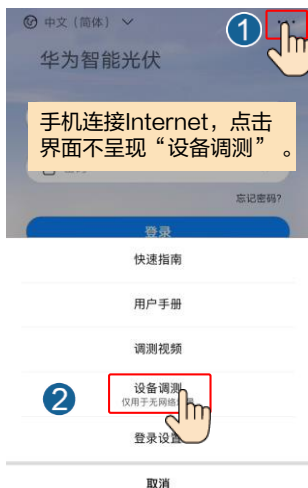 中文（简体）
1
华为智能光伏
手机连接Internet，点击
界面不呈现“设备调测”。
忘记密码?
登录
快速指南
用户手册
调测视频
2
设备调测
仅用于无网络
登录设
取消